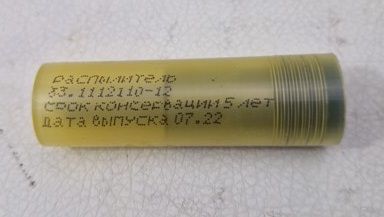 распылитель
33.1112110-12
срок консервации 5 лет
дата выпуска 07.22